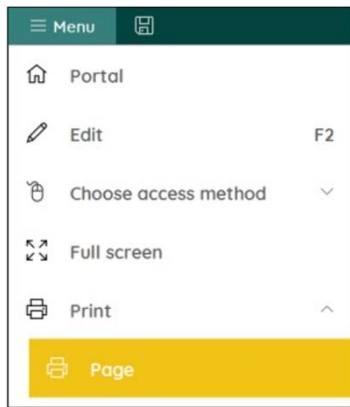 Menu
Portal
Edit F2
Choose access method
Full screen
Print
Page